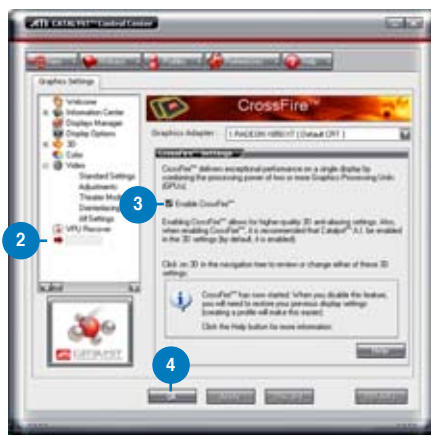 ATI CATALYST™ Control Center
Graphics Settings
Welcome
Information Center
Displays Manager
Display Options
3D
Color
Video
Standard Settings
Adjustments
Theater Mode
Deinterlacing
All Settings
VPU Recover
CATALYST
CrossFire™
Graphics Adapter :
CrossFire™ Settings
CrossFire™ delivers exceptional performance on a single display by
combining the processing power of two or more Graphics Processing Units
(GPUs).
Enable CrossFire™
Enabling CrossFire™ allows for higher-quality 3D anti-aliasing settings. Also,
when enabling CrossFire™, it is recommended that Catalyst™ A.I. be enabled
in the 3D settings (by default, it is enabled).
Click on 3D in the navigation tree to review or change either of these 3D
settings.
CrossFire™ has now started. When you disable this feature,
you will need to restore your previous display settings
(creating a profile will make this easier).
Click the Help button for more information.
Help
2
3
4